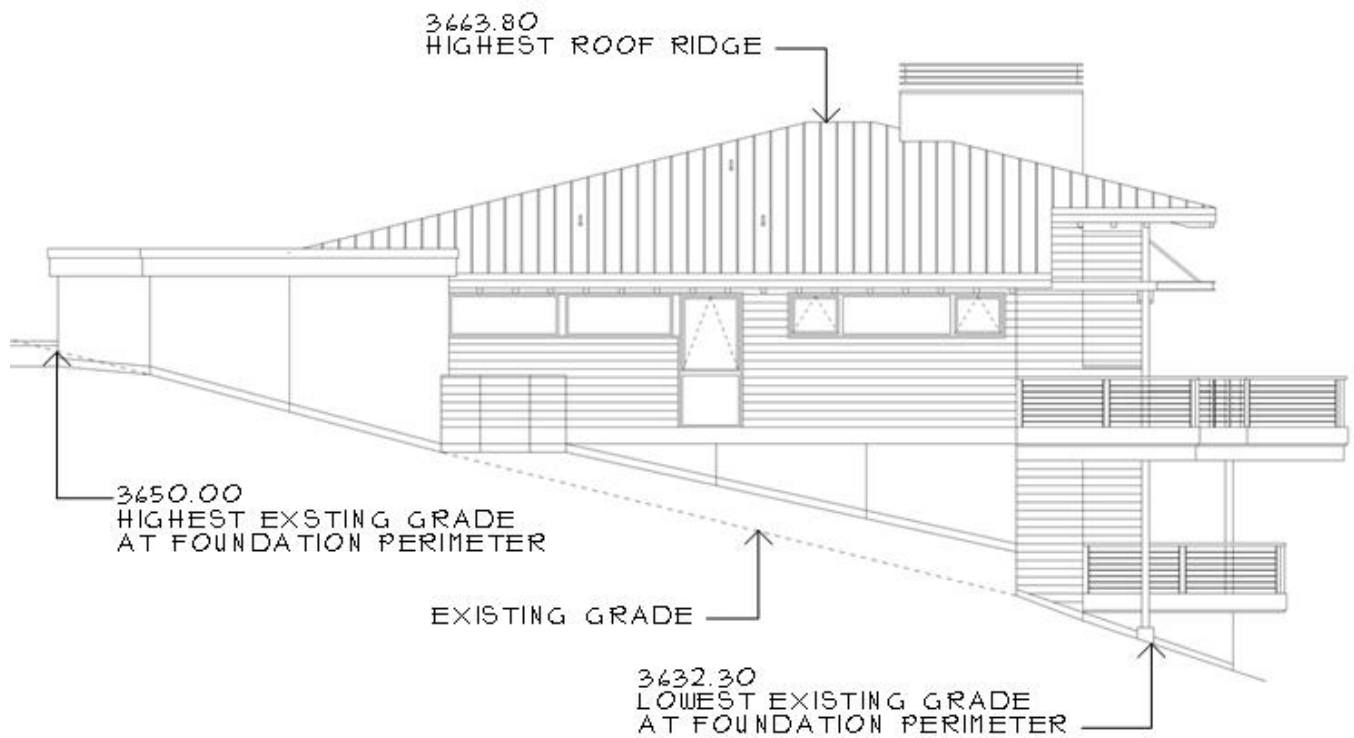 3663.80
HIGHEST ROOF RIDGE
3650.00
HIGHEST EXSTING GRADE
AT FOUNDATION PERIMETER
EXISTING GRADE
3632.30
LOWEST EXISTING GRADE
AT FOUNDATION PERIMETER